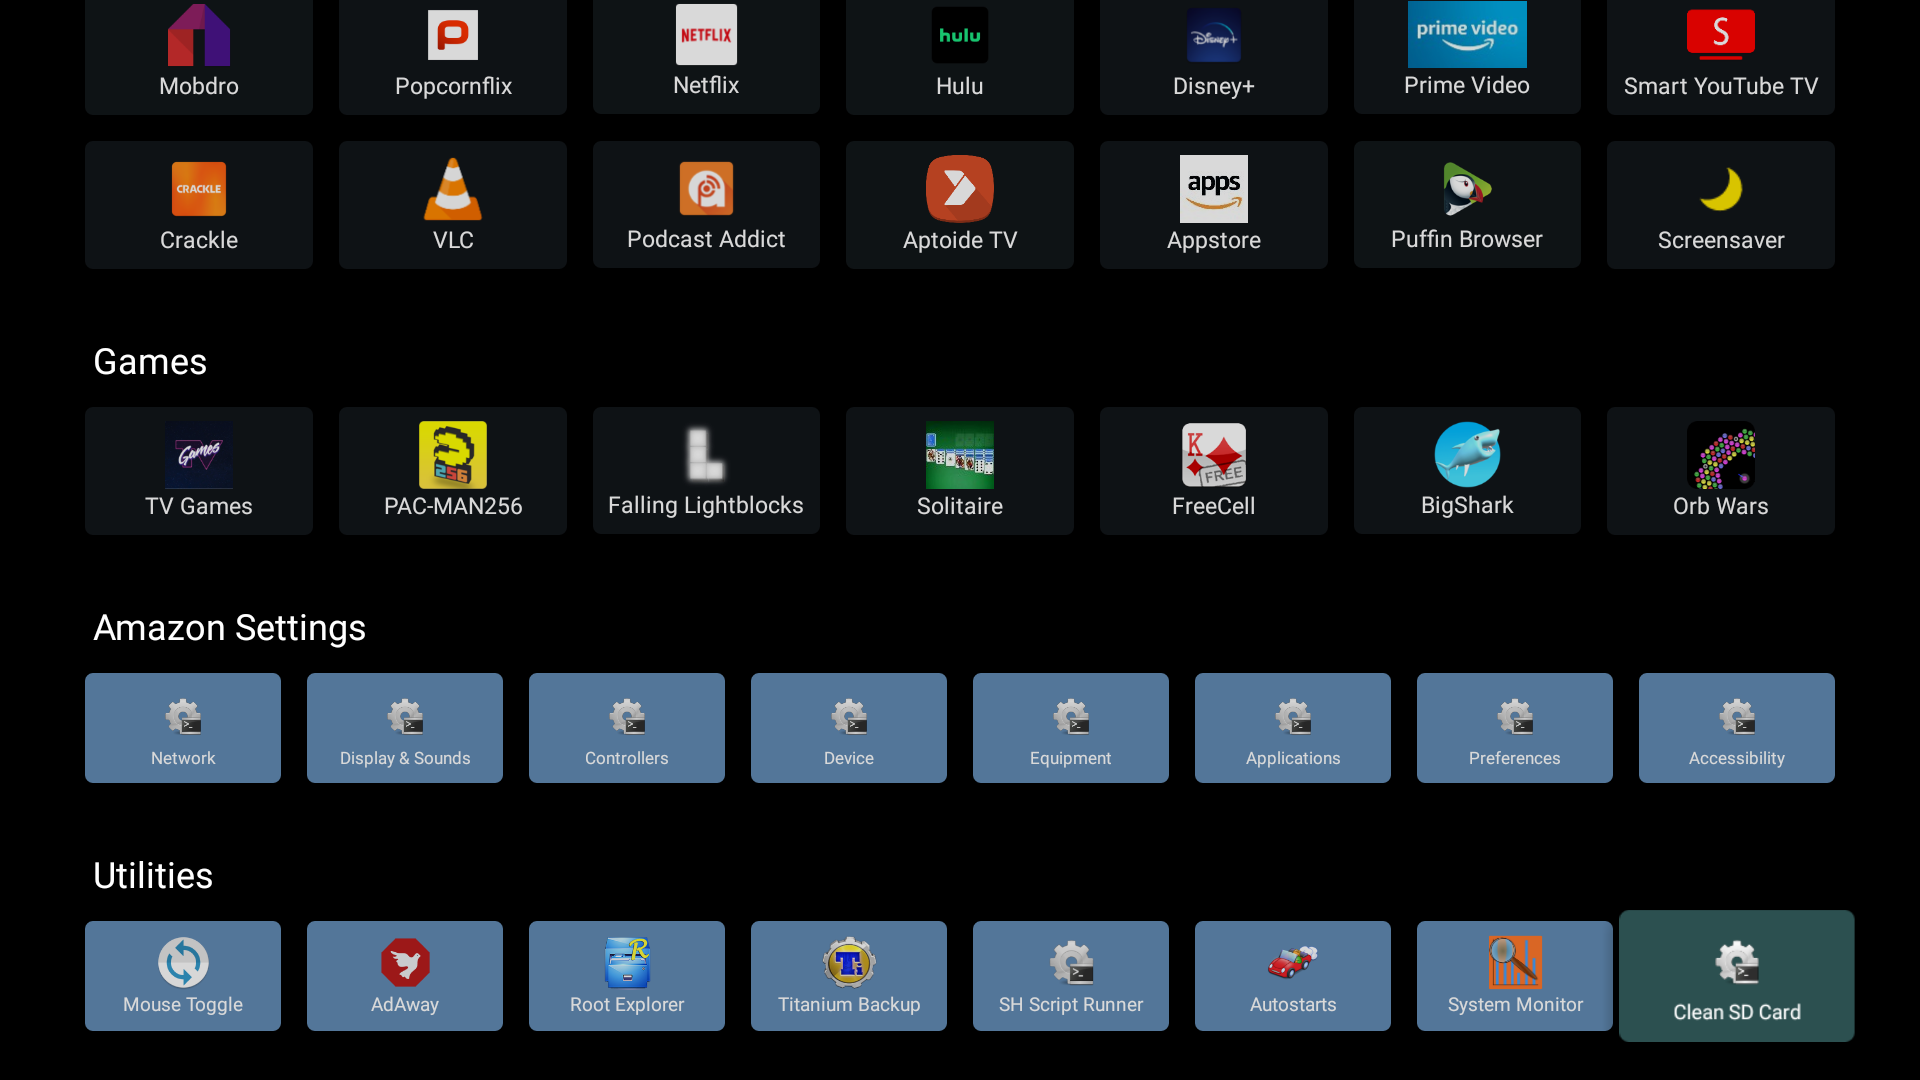 NETFLIX
hulu
Disney+
prime video
S
Mobdro
Popcornflix
Netflix
Hulu
Disney+
Prime Video
Smart YouTube TV
CRACKLE
apps
Crackle
VLC
Podcast Addict
Aptoide TV
Appstore
Puffin Browser
Screensaver
Games
TV Games
256
K
FREE
TV Games
PAC-MAN256
Falling Lightblocks
Solitaire
FreeCell
BigShark
Orb Wars
Amazon Settings
Network
Display & Sounds
Controllers
Device
Equipment
Applications
Preferences
Accessibility
Utilities
R
Ti
Mouse Toggle
AdAway
Root Explorer
Titanium Backup
SH Script Runner
Autostarts
System Monitor
Clean SD Card